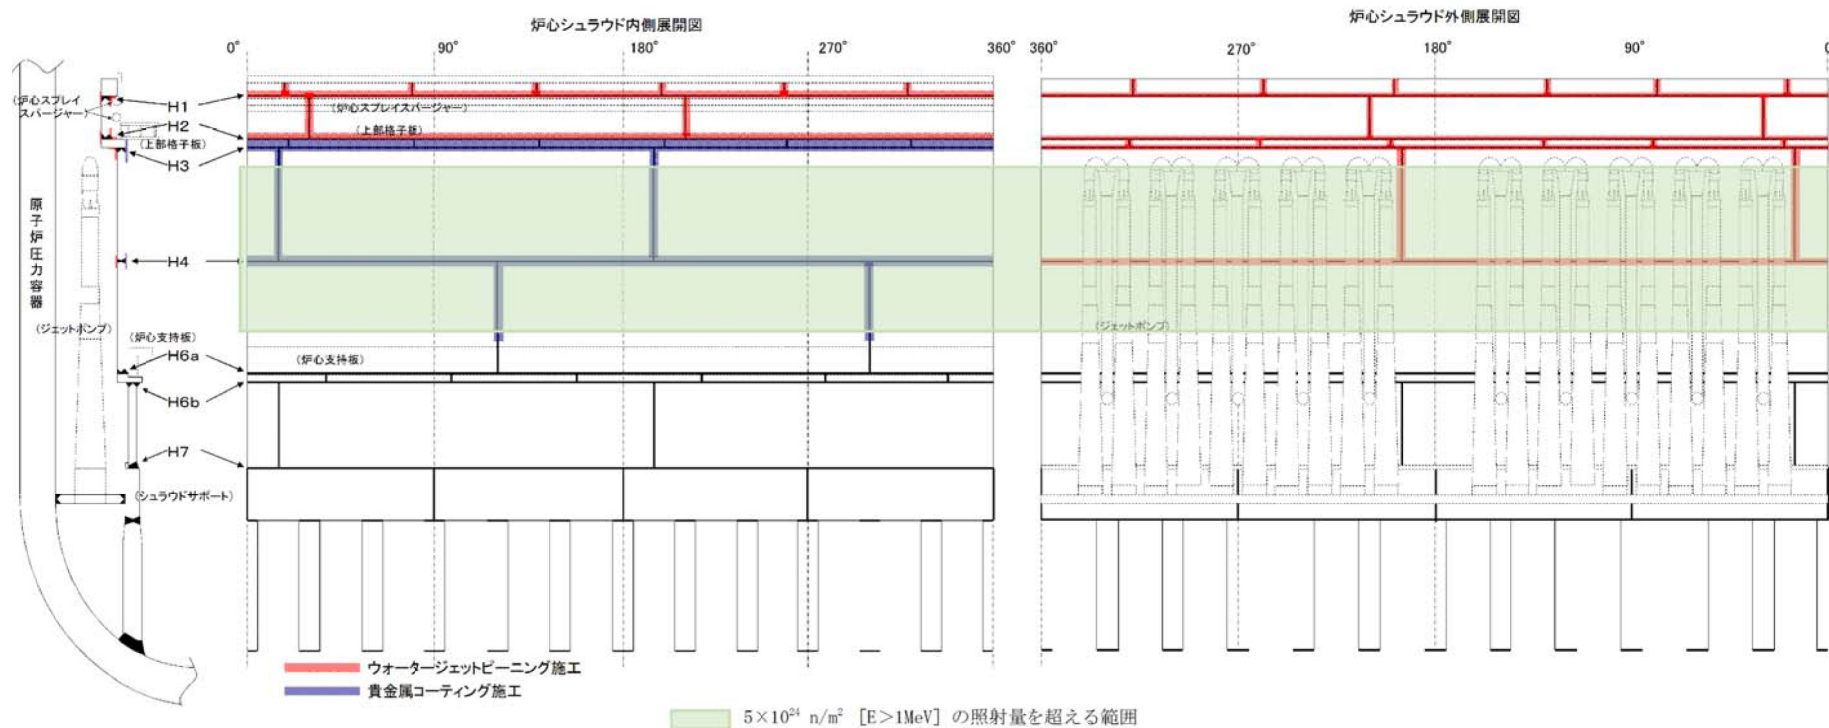 炉心シュラウド内側展開図
炉心シュラウド外側展開図
0° 90° 180° 270° 360° 360° 270° 180° 90° 0
(炉心スプレイ
スパージャー)
H1
H2
(上部格子板)
H3
原子炉圧力容器
H4
(ジェットポンプ)
(炉心支持板)
H6a
H6b
H7
(シュラウドサポート)
(炉心スプレイスパージャー)
(上部格子板)
(炉心支持板)
(ジェットポンプ)
ウォータージェットピーニング施工
貴金属コーティング施工
5×10²⁴ n/m² [E>1MeV] の照射量を超える範囲